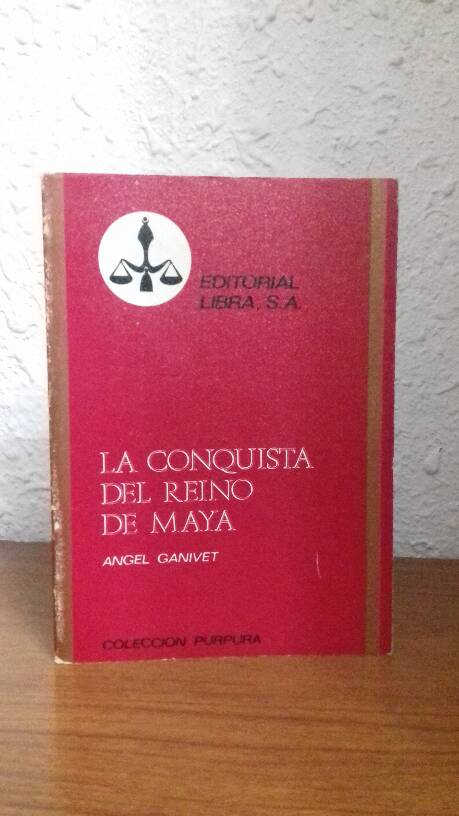 EDITORIAL
LIBRA, S.A.
LA CONQUISTA
DEL REINO
DE MAYA
ANGEL GANIVET
COLECCION PURPURA